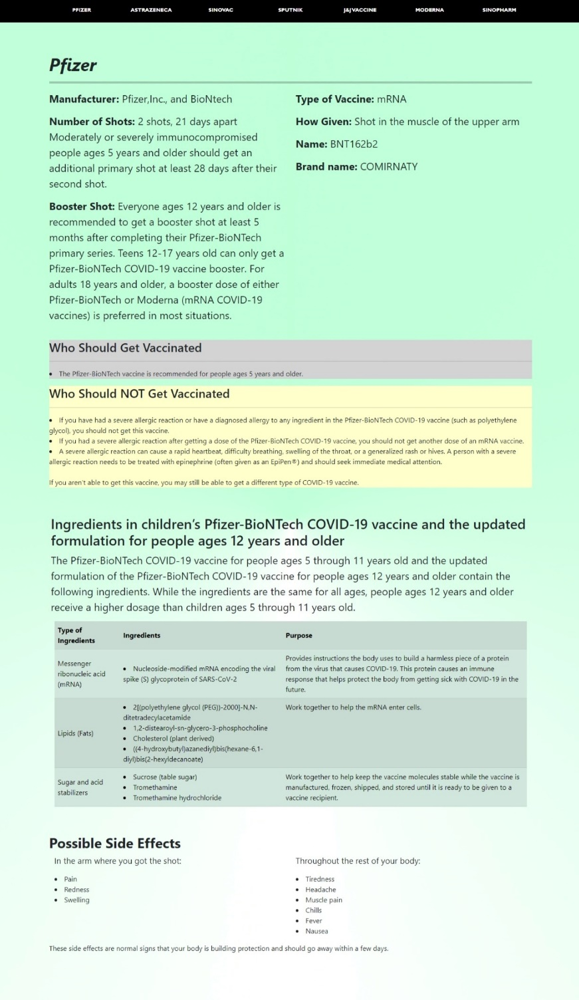 PFIZER ASTRAZENECA SINOVAC SPUTNIK J&J VACCINE MODERNA SINOPHARM
Pfizer
Manufacturer: Pfizer,Inc., and BioNtech
Number of Shots: 2 shots, 21 days apart
Moderately or severely immunocompromised
people ages 5 years and older should get an
additional primary shot at least 28 days after their
second shot.
Booster Shot: Everyone ages 12 years and older is
recommended to get a booster shot at least 5
months after completing their Pfizer-BioNTech
primary series. Teens 12-17 years old can only get a
Pfizer-BioNTech COVID-19 vaccine booster. For
adults 18 years and older, a booster dose of either
Pfizer-BioNTech or Moderna (mRNA COVID-19
vaccines) is preferred in most situations.
Type of Vaccine: mRNA
How Given: Shot in the muscle of the upper arm
Name: BNT162b2
Brand name: COMIRNATY
Who Should Get Vaccinated
• The Pfizer-BioNTech vaccine is recommended for people ages 5 years and older.
Who Should NOT Get Vaccinated
• If you have had a severe allergic reaction or have a diagnosed allergy to any ingredient in the Pfizer-BioNTech COVID-19 vaccine (such as polyethylene
glycol), you should not get this vaccine.
• If you had a severe allergic reaction after getting a dose of the Pfizer-BioNTech COVID-19 vaccine, you should not get another dose of an mRNA vaccine.
• A severe allergic reaction can cause a rapid heartbeat, difficulty breathing, swelling of the throat, or a generalized rash or hives. A person with a severe
allergic reaction needs to be treated with epinephrine (often given as an EpiPen®) and should seek immediate medical attention.
If you aren't able to get this vaccine, you may still be able to get a different type of COVID-19 vaccine.
Ingredients in children's Pfizer-BioNTech COVID-19 vaccine and the updated
formulation for people ages 12 years and older
The Pfizer-BioNTech COVID-19 vaccine for people ages 5 through 11 years old and the updated
formulation of the Pfizer-BioNTech COVID-19 vaccine for people ages 12 years and older contain the
following ingredients. While the ingredients are the same for all ages, people ages 12 years and older
receive a higher dosage than children ages 5 through 11 years old.
Type of
Ingredients
Ingredients
Purpose
Messenger
ribonucleic acid
(mRNA)
• Nucleoside-modified mRNA encoding the viral
spike (S) glycoprotein of SARS-CoV-2
Provides instructions the body uses to build a harmless piece of a protein
from the virus that causes COVID-19. This protein causes an immune
response that helps protect the body from getting sick with COVID-19 in the
future.
Lipids (Fats)
• 2[(polyethylene glycol (PEG))-2000]-N,N-
ditetradecylacetamide
• 1,2-distearoyl-sn-glycero-3-phosphocholine
• Cholesterol (plant derived)
• ((4-hydroxybutyl)azanediyl)bis(hexane-6,1-
diyl)bis(2-hexyldecanoate)
Work together to help the mRNA enter cells.
Sugar and acid
stabilizers
• Sucrose (table sugar)
• Tromethamine
• Tromethamine hydrochloride
Work together to help keep the vaccine molecules stable while the vaccine is
manufactured, frozen, shipped, and stored until it is ready to be given to a
vaccine recipient.
Possible Side Effects
In the arm where you got the shot:
• Pain
• Redness
• Swelling
Throughout the rest of your body:
• Tiredness
• Headache
• Muscle pain
• Chills
• Fever
• Nausea
These side effects are normal signs that your body is building protection and should go away within a few days.